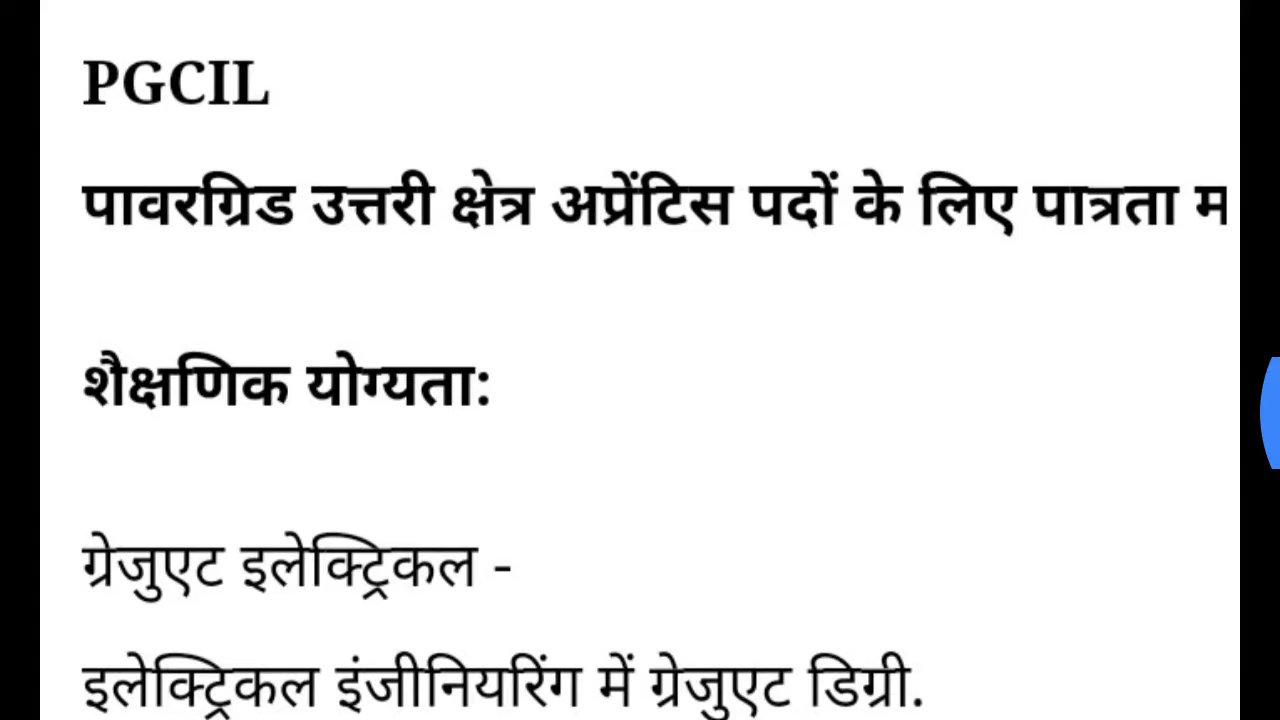 PGCIL
पावरग्रिड उत्तरी क्षेत्र अप्रेंटिस पदों के लिए पात्रता
शैक्षणिक योग्यता:
ग्रेजुएट इलेक्ट्रिकल -
इलेक्ट्रिकल इंजीनियरिंग में ग्रेजुएट डिग्री.